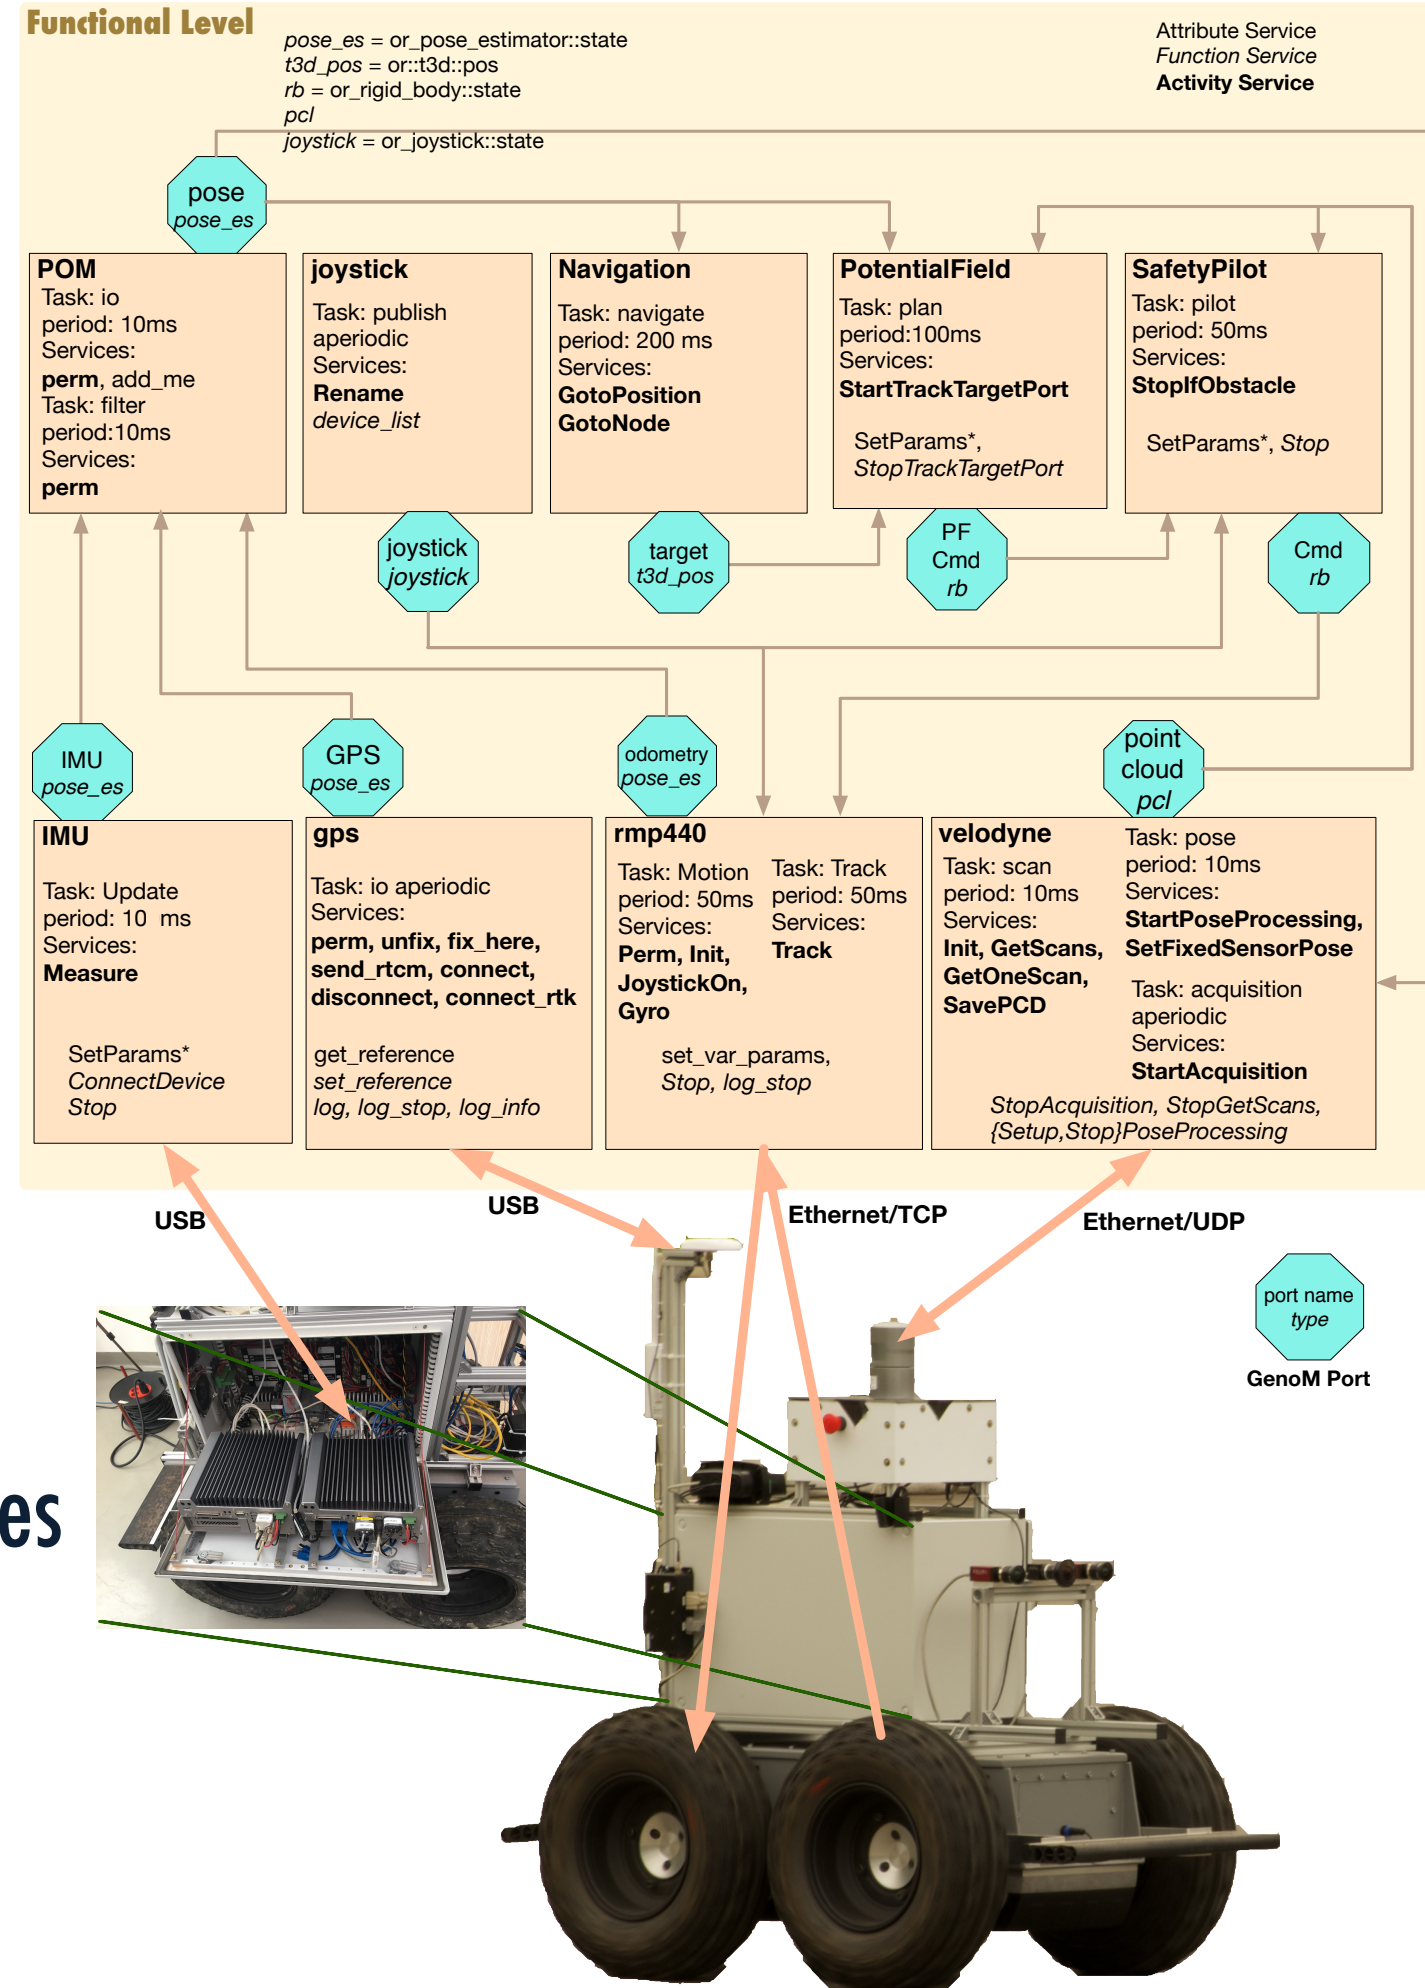 Functional Level
pose_es = or_pose_estimator::state
t3d_pos = or::t3d::pos
rb = or_rigid_body::state
pcl
joystick = or_joystick::state
Attribute Service
Function Service
Activity Service
pose
pose_es
POM
Task: io
period: 10ms
Services:
perm, add_me
Task: filter
period:10ms
Services:
perm
joystick
Task: publish
aperiodic
Services:
Rename
device_list
Navigation
Task: navigate
period: 200 ms
Services:
GotoPosition
GotoNode
PotentialField
Task: plan
period:100ms
Services:
StartTrackTargetPort
SetParams*,
StopTrackTargetPort
SafetyPilot
Task: pilot
period: 50ms
Services:
StopIfObstacle
SetParams*, Stop
joystick
joystick
target
t3d_pos
PF
Cmd
rb
Cmd
rb
IMU
pose_es
GPS
pose_es
odometry
pose_es
point
cloud
pcl
IMU
Task: Update
period: 10 ms
Services:
Measure
SetParams*
ConnectDevice
Stop
gps
Task: io aperiodic
Services:
perm, unfix, fix_here,
send_rtcm, connect,
disconnect, connect_rtk
get_reference
set_reference
log, log_stop, log_info
rmp440
Task: Motion
period: 50ms
Services:
Perm, Init,
JoystickOn,
Gyro
Task: Track
period: 50ms
Services:
Track
set_var_params,
Stop, log_stop
velodyne
Task: scan
period: 10ms
Services:
Init, GetScans,
GetOneScan,
SavePCD
Task: pose
period: 10ms
Services:
StartPoseProcessing,
SetFixedSensorPose
Task: acquisition
aperiodic
Services:
StartAcquisition
StopAcquisition, StopGetScans,
{Setup,Stop}PoseProcessing
USB
USB
Ethernet/TCP
Ethernet/UDP
port name
type
GenoM Port
es